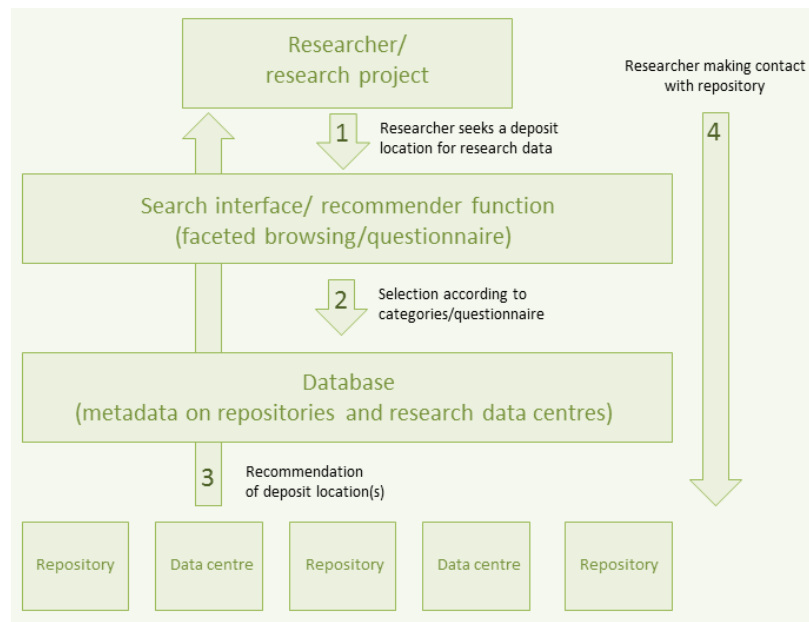 Researcher/
research project
Researcher making contact
with repository
1
Researcher seeks a deposit
location for research data
4
Search interface/ recommender function
(faceted browsing/questionnaire)
2
Selection according to
categories/questionnaire
Database
(metadata on repositories and research data centres)
3
Recommendation
of deposit location(s)
Repository
Data centre
Repository
Data centre
Repository